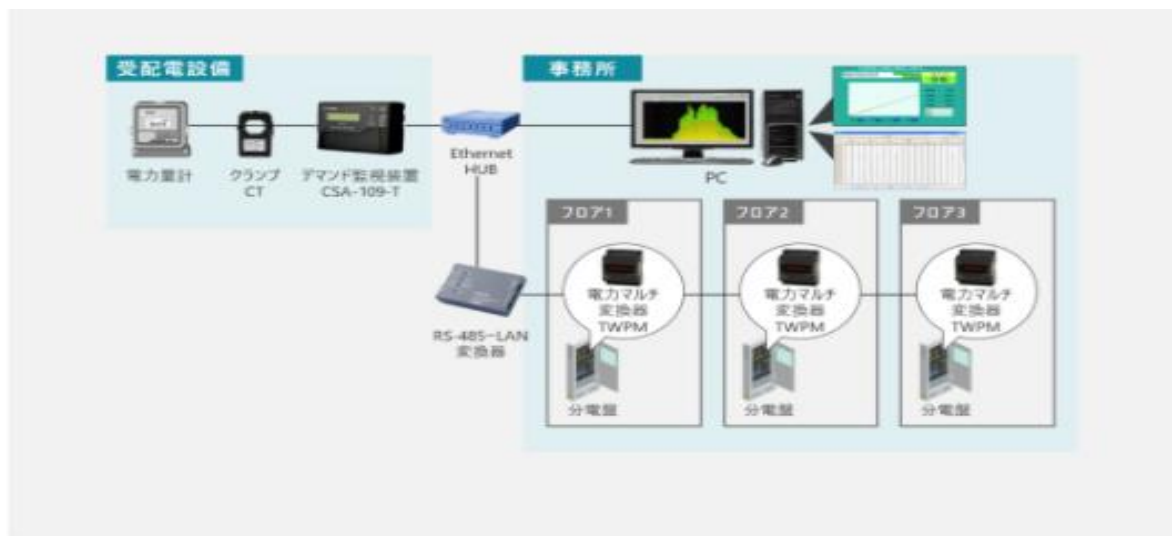 受配電設備
電力量計
クランプ
CT
デマンド監視装置
CSA-109-T
Ethernet
HUB
RS-485-LAN
変換器
事務所
PC
フロア1
電力マルチ
変換器
TWPM
分電盤
フロア2
電力マルチ
変換器
TWPM
分電盤
フロア3
電力マルチ
変換器
TWPM
分電盤